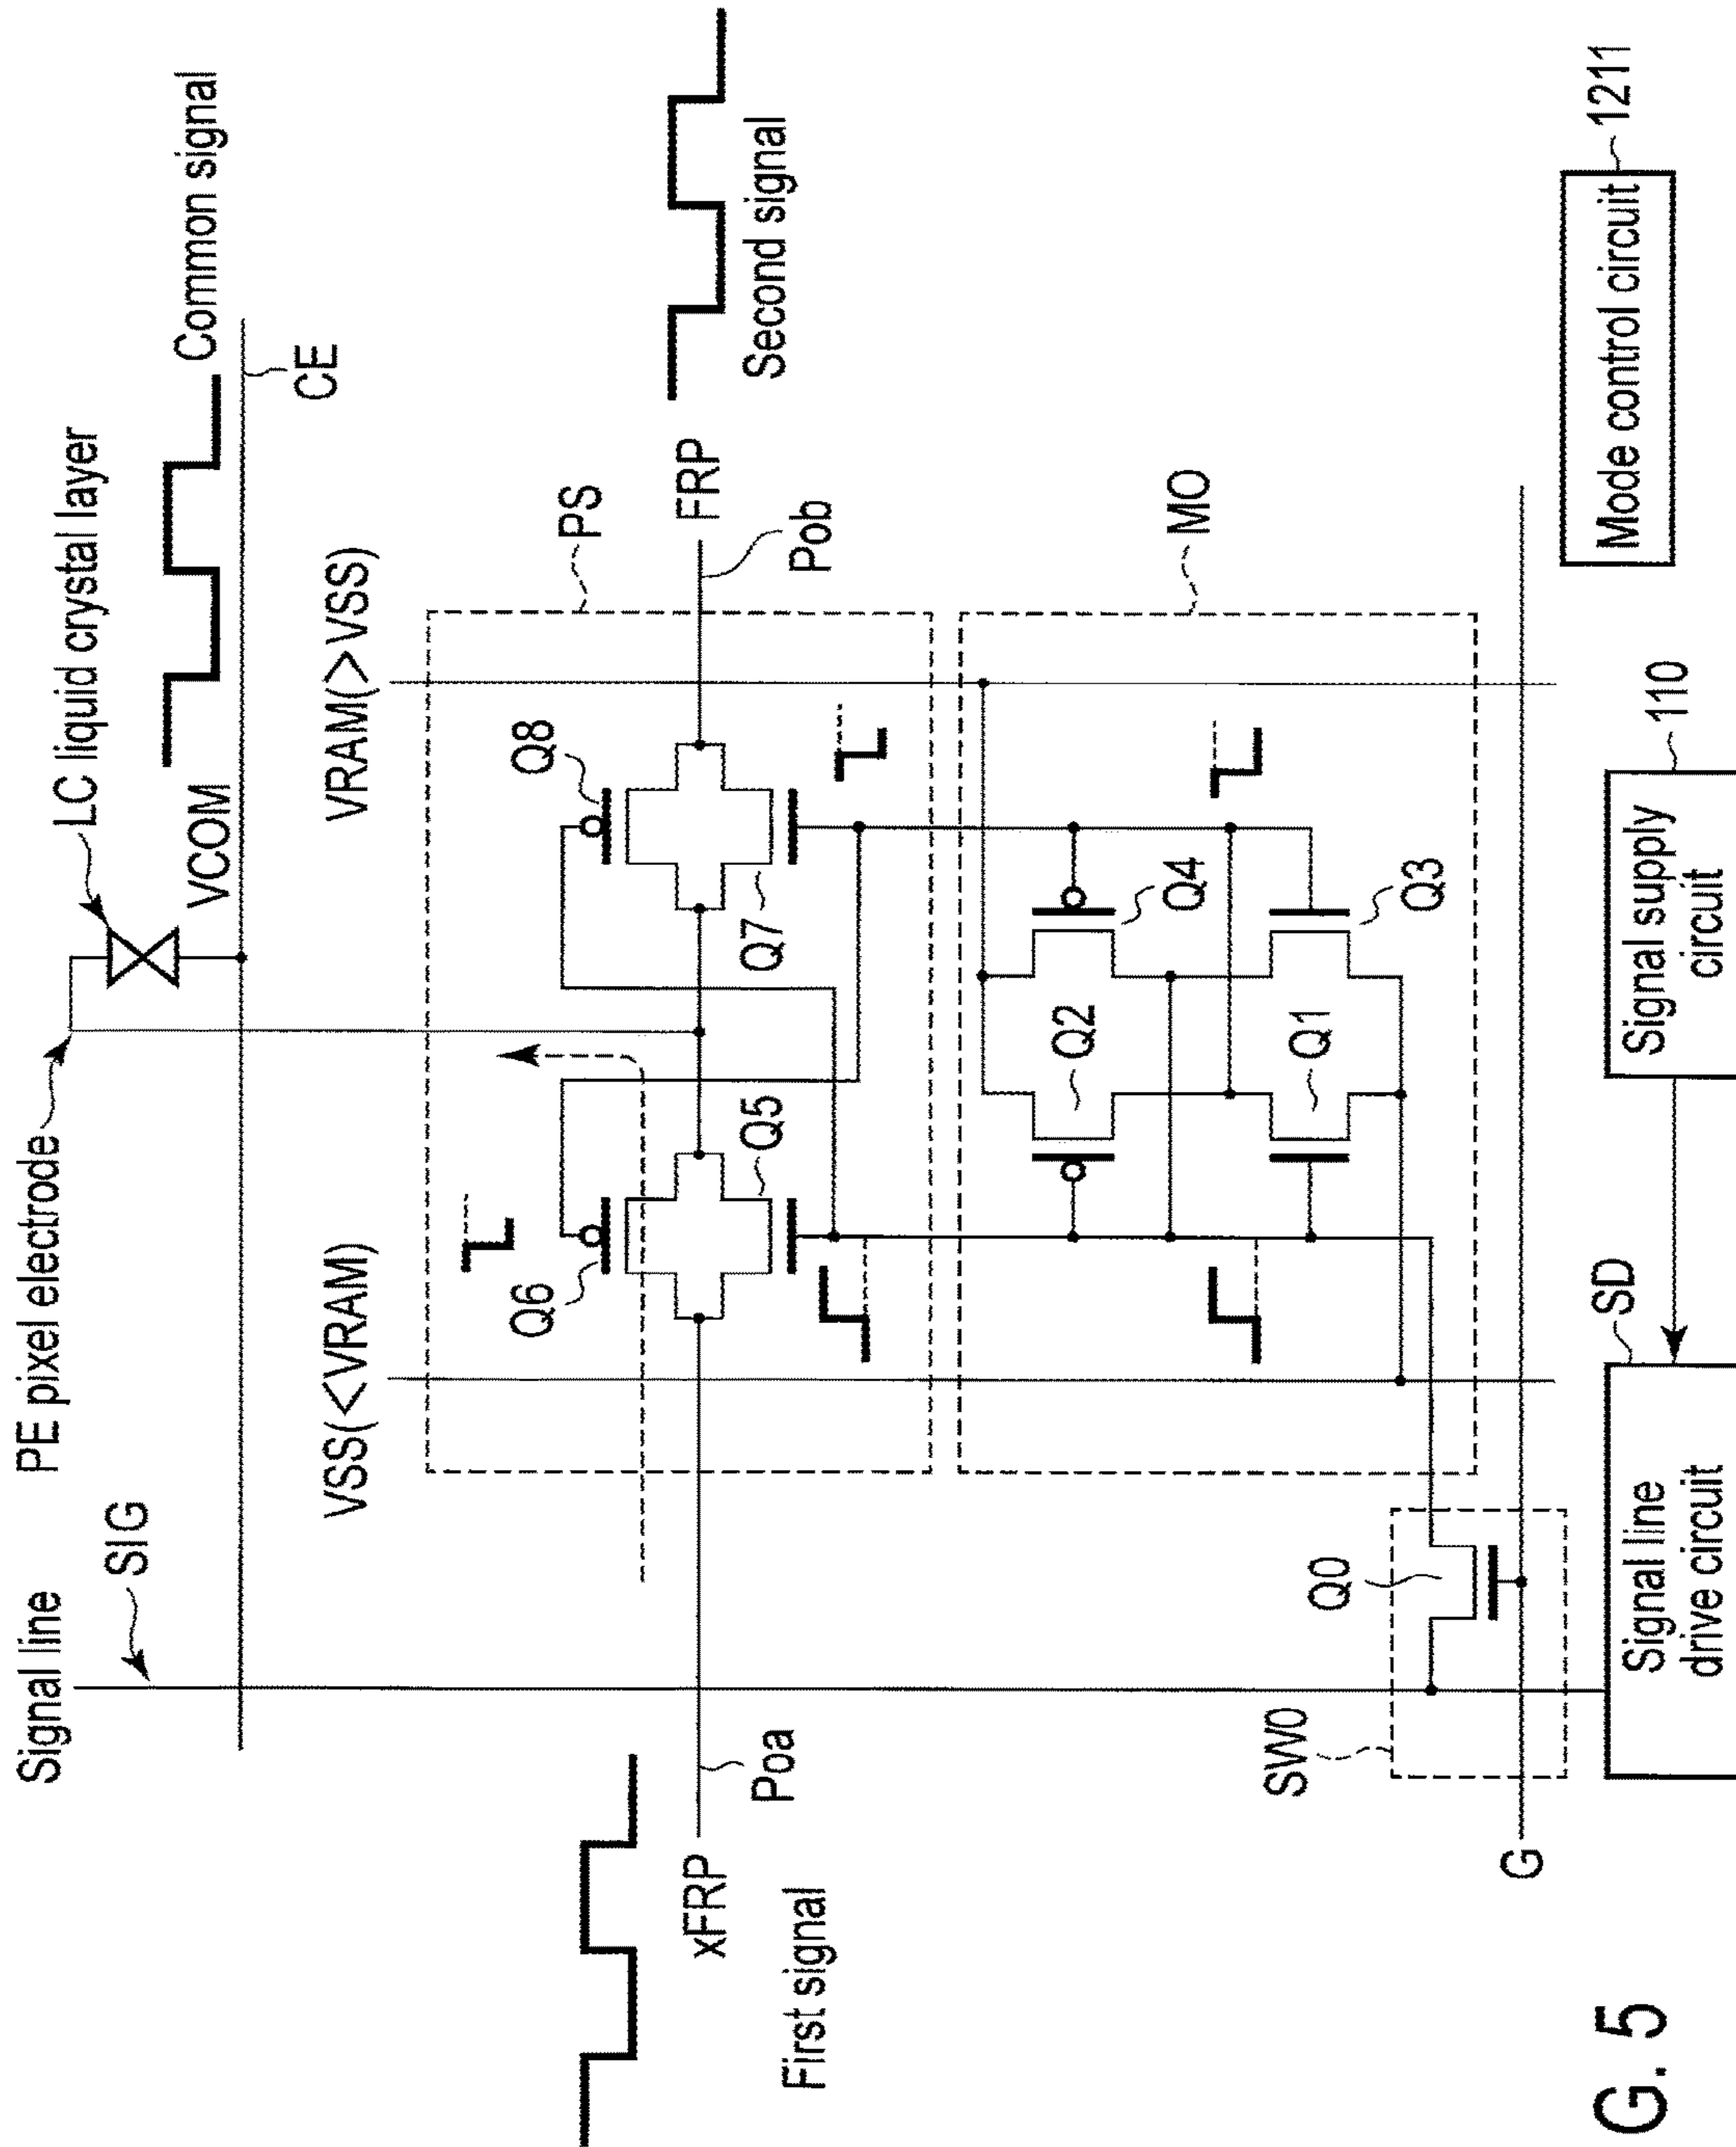 Signal line
SIG
PE pixel electrode
LC liquid crystal layer
VCOM
Common signal
CE
VSS(<VRAM)
VRAM(>VSS)
PS
Q6
Q5
Q8
Q7
xFRP
Poa
First signal
FRP
Pob
Second signal
MO
Q2
Q4
Q1
Q3
SW0
Q0
G
Signal line
drive circuit
SD
Signal supply
circuit
110
Mode control circuit
1211
G. 5